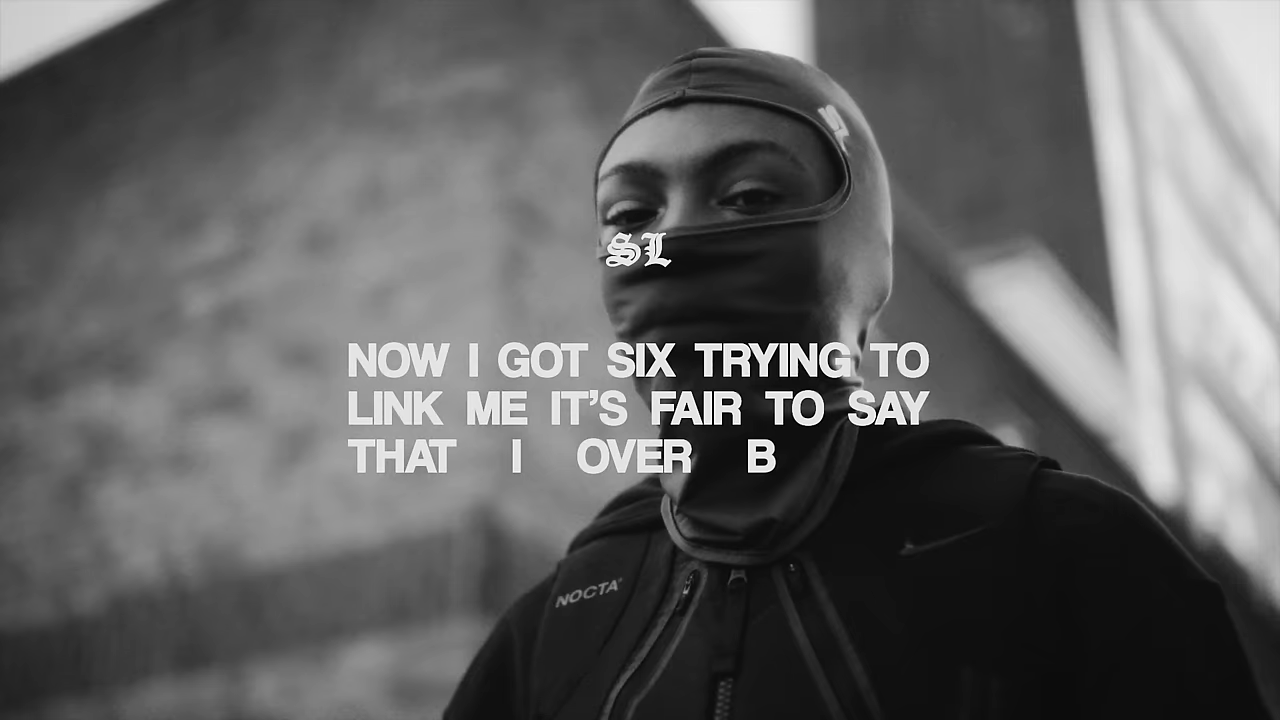 SL
NOW I GOT SIX TRYING TO
LINK ME IT'S FAIR TO SAY
THAT I OVER B
NOCTA